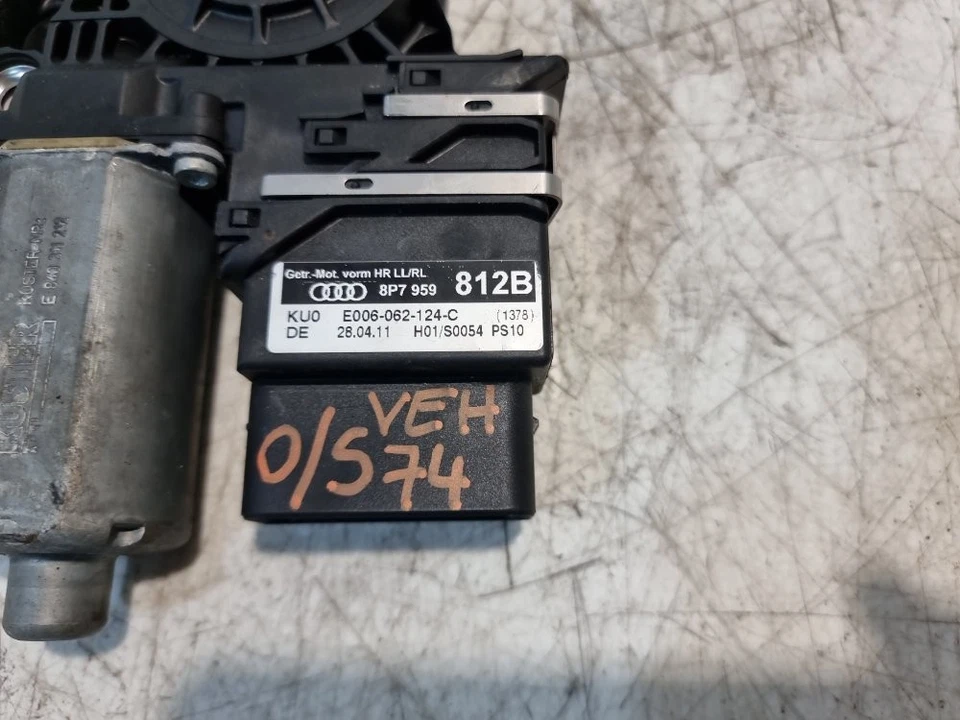 Getr.-Mot. vorm HR LL/RL
8P7 959 812B
KU0 E006-062-124-C (1378)
DE 28.04.11 H01/S0054 PS10
VEH
O/S 74